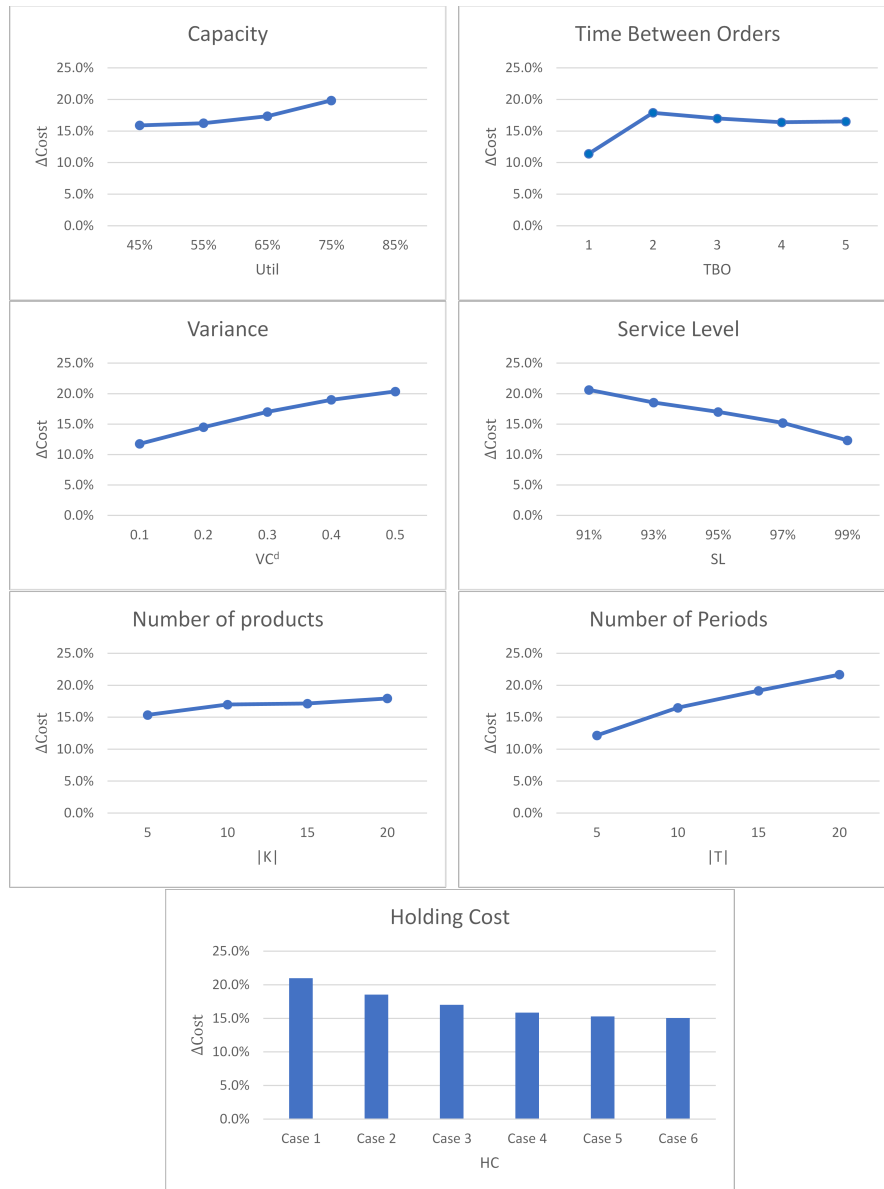 Capacity
25.0%
20.0%
15.0%
10.0%
5.0%
0.0%
ΔCost
45% 55% 65% 75% 85%
Util
Time Between Orders
25.0%
20.0%
15.0%
10.0%
5.0%
0.0%
ΔCost
1 2 3 4 5
TBO
Variance
25.0%
20.0%
15.0%
10.0%
5.0%
0.0%
ΔCost
0.1 0.2 0.3 0.4 0.5
VCᵈ
Service Level
25.0%
20.0%
15.0%
10.0%
5.0%
0.0%
ΔCost
91% 93% 95% 97% 99%
SL
Number of products
25.0%
20.0%
15.0%
10.0%
5.0%
0.0%
ΔCost
5 10 15 20
|K|
Number of Periods
25.0%
20.0%
15.0%
10.0%
5.0%
0.0%
ΔCost
5 10 15 20
|T|
Holding Cost
25.0%
20.0%
15.0%
10.0%
5.0%
0.0%
ΔCost
Case 1 Case 2 Case 3 Case 4 Case 5 Case 6
HC